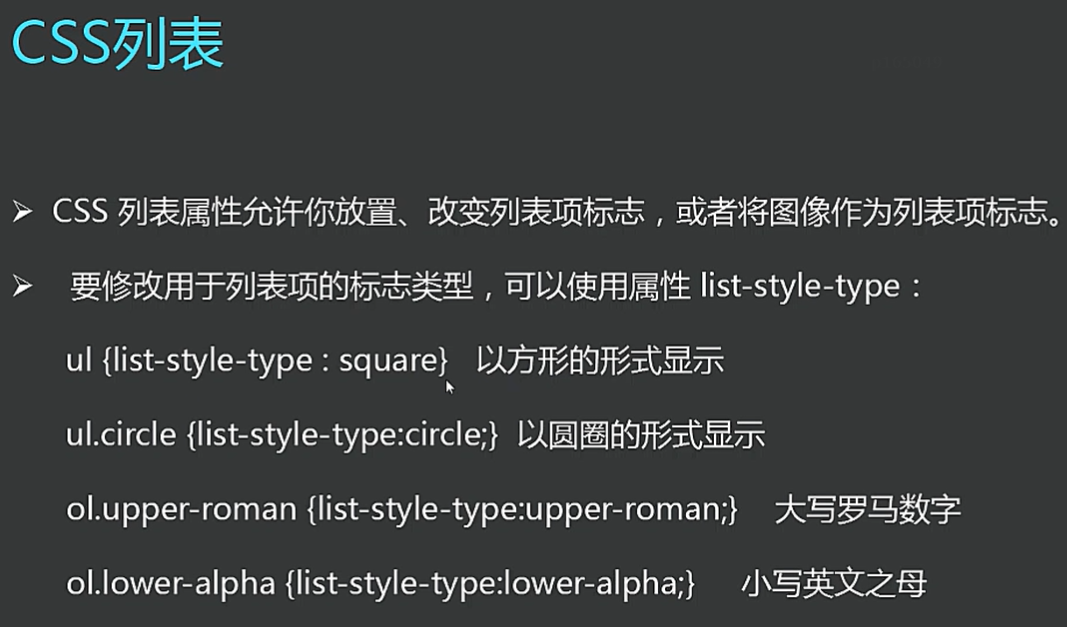 CSS列表
➢ CSS 列表属性允许你放置、改变列表项标志，或者将图像作为列表项标志。
➢ 要修改用于列表项的标志类型，可以使用属性 list-style-type：
ul {list-style-type : square} 以方形的形式显示
ul.circle {list-style-type:circle;} 以圆圈的形式显示
ol.upper-roman {list-style-type:upper-roman;} 大写罗马数字
ol.lower-alpha {list-style-type:lower-alpha;} 小写英文之母